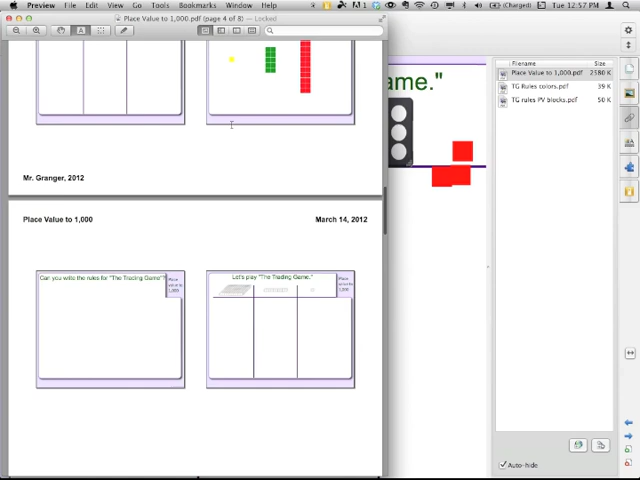 Preview File Edit View Go Tools Bookmarks Window Help
(Charged) Tue 12:57 PM
Place Value to 1,000.pdf (page 4 of 8) — Locked
Filename Size
Place Value to 1,000.pdf 2580 K
TG Rules colors.pdf 39 K
TG rules PV blocks.pdf 50 K
ame."
Mr. Granger, 2012
Place Value to 1,000 March 14, 2012
Can you write the rules for "The Trading Game"?
Place
value to
1,000
Let's play "The Trading Game."
Place
value to
1,000
Auto-hide